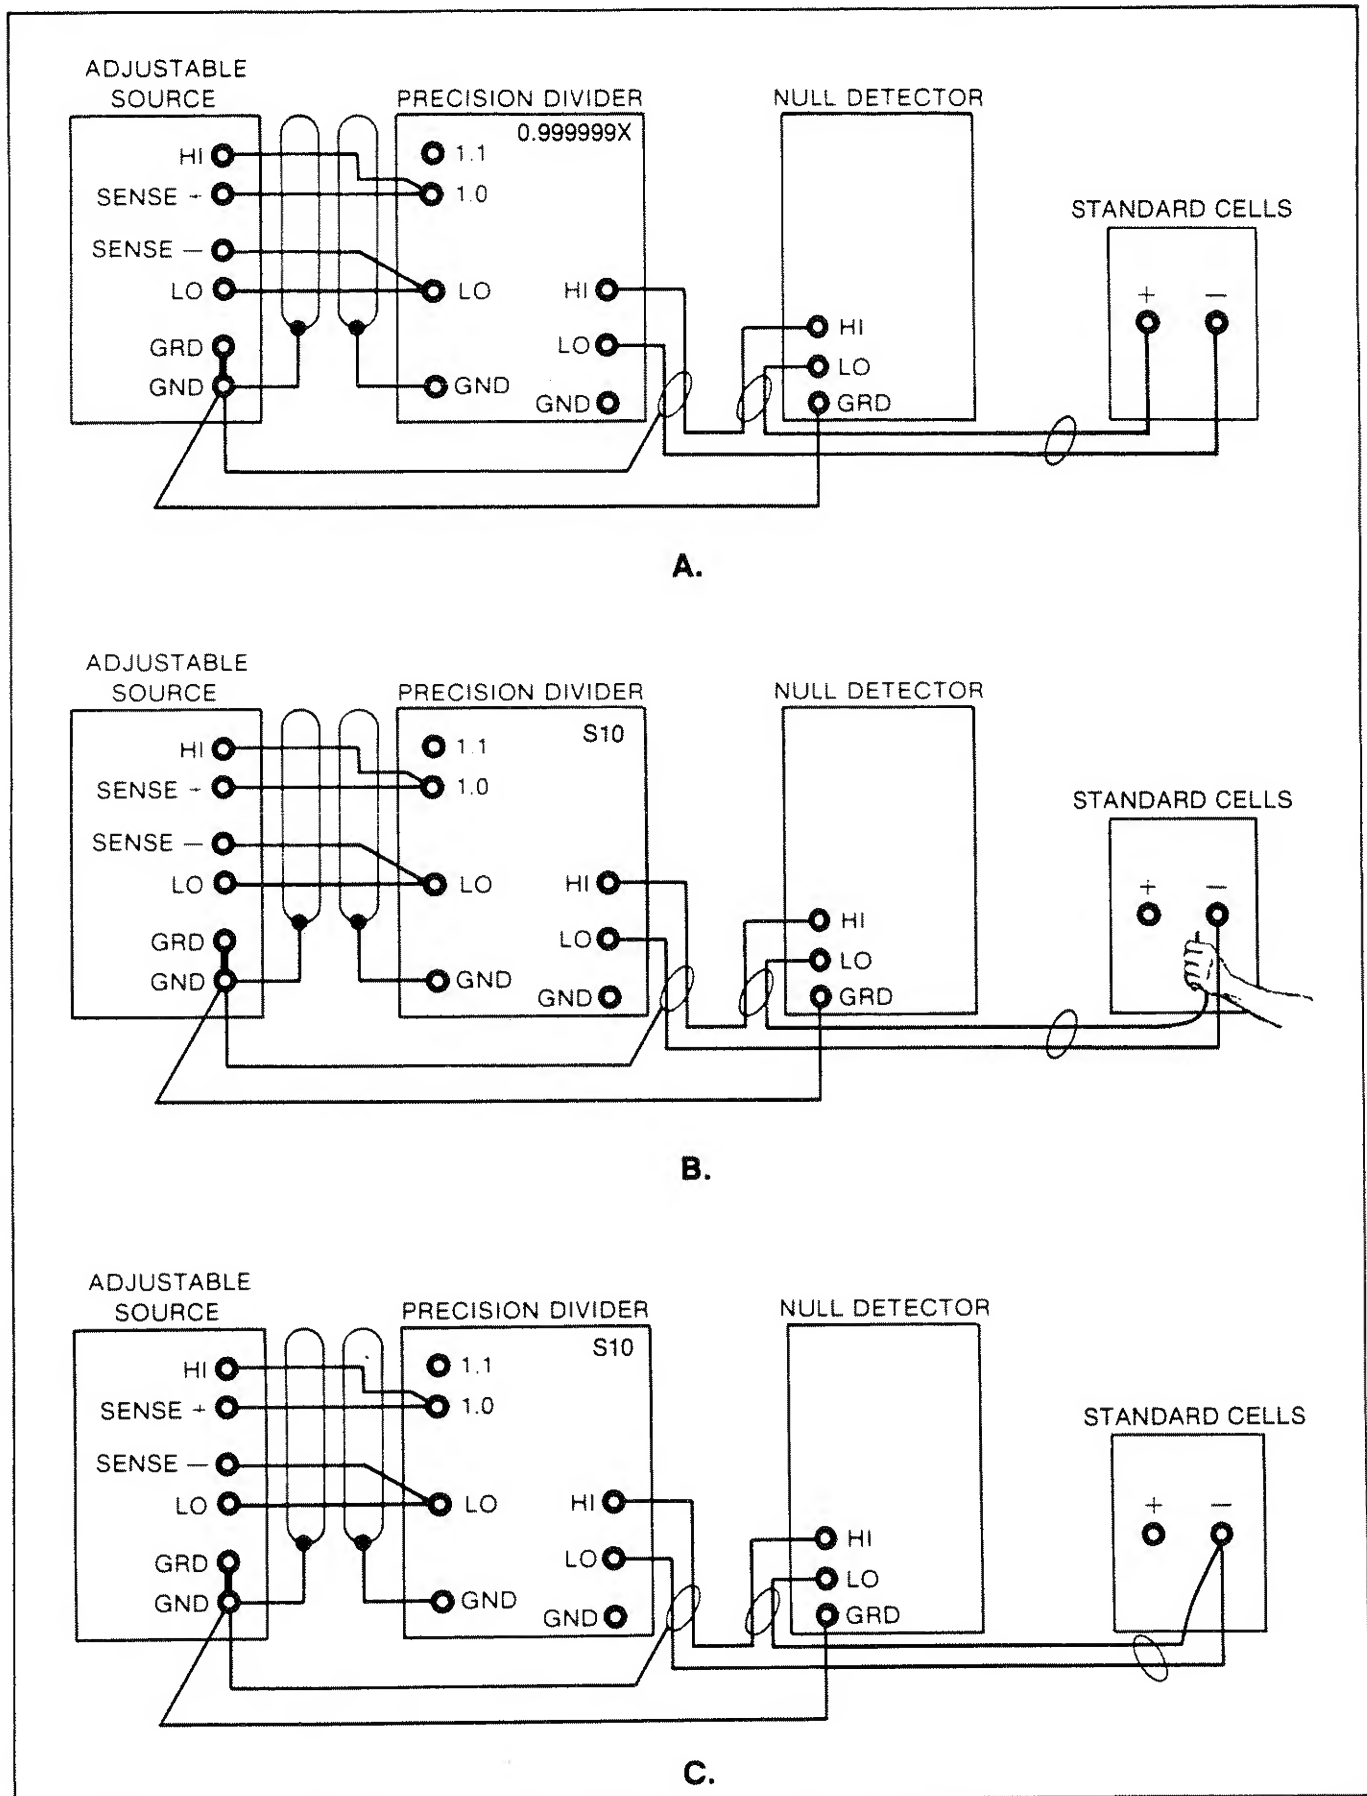 ADJUSTABLE
SOURCE
PRECISION DIVIDER
NULL DETECTOR
STANDARD CELLS
HI
SENSE +
SENSE —
LO
GRD
GND
0.999999X
1.1
1.0
LO
GND
HI
LO
GND
HI
LO
GRD
+ —
A.
ADJUSTABLE
SOURCE
PRECISION DIVIDER
NULL DETECTOR
STANDARD CELLS
HI
SENSE +
SENSE —
LO
GRD
GND
S10
1.1
1.0
LO
GND
HI
LO
GND
HI
LO
GRD
+ —
B.
ADJUSTABLE
SOURCE
PRECISION DIVIDER
NULL DETECTOR
STANDARD CELLS
HI
SENSE +
SENSE —
LO
GRD
GND
S10
1.1
1.0
LO
GND
HI
LO
GND
HI
LO
GRD
+ —
C.